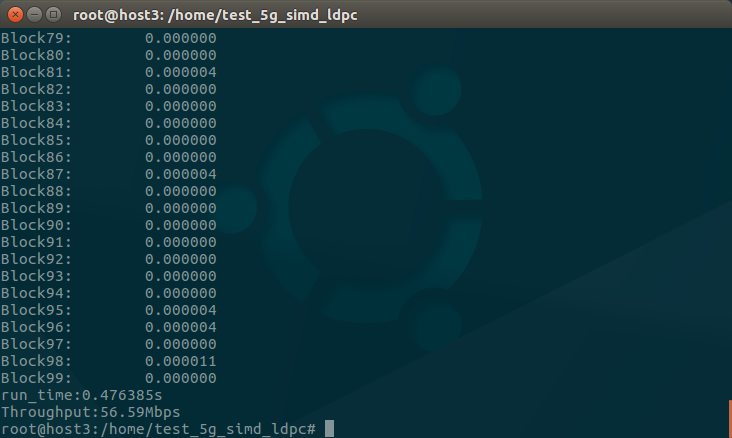 root@host3: /home/test_5g_simd_ldpc
Block79: 0.000000
Block80: 0.000000
Block81: 0.000004
Block82: 0.000000
Block83: 0.000000
Block84: 0.000000
Block85: 0.000000
Block86: 0.000000
Block87: 0.000004
Block88: 0.000000
Block89: 0.000000
Block90: 0.000000
Block91: 0.000000
Block92: 0.000000
Block93: 0.000000
Block94: 0.000000
Block95: 0.000004
Block96: 0.000004
Block97: 0.000000
Block98: 0.000011
Block99: 0.000000
run_time:0.476385s
Throughput:56.59Mbps
root@host3:/home/test_5g_simd_ldpc#